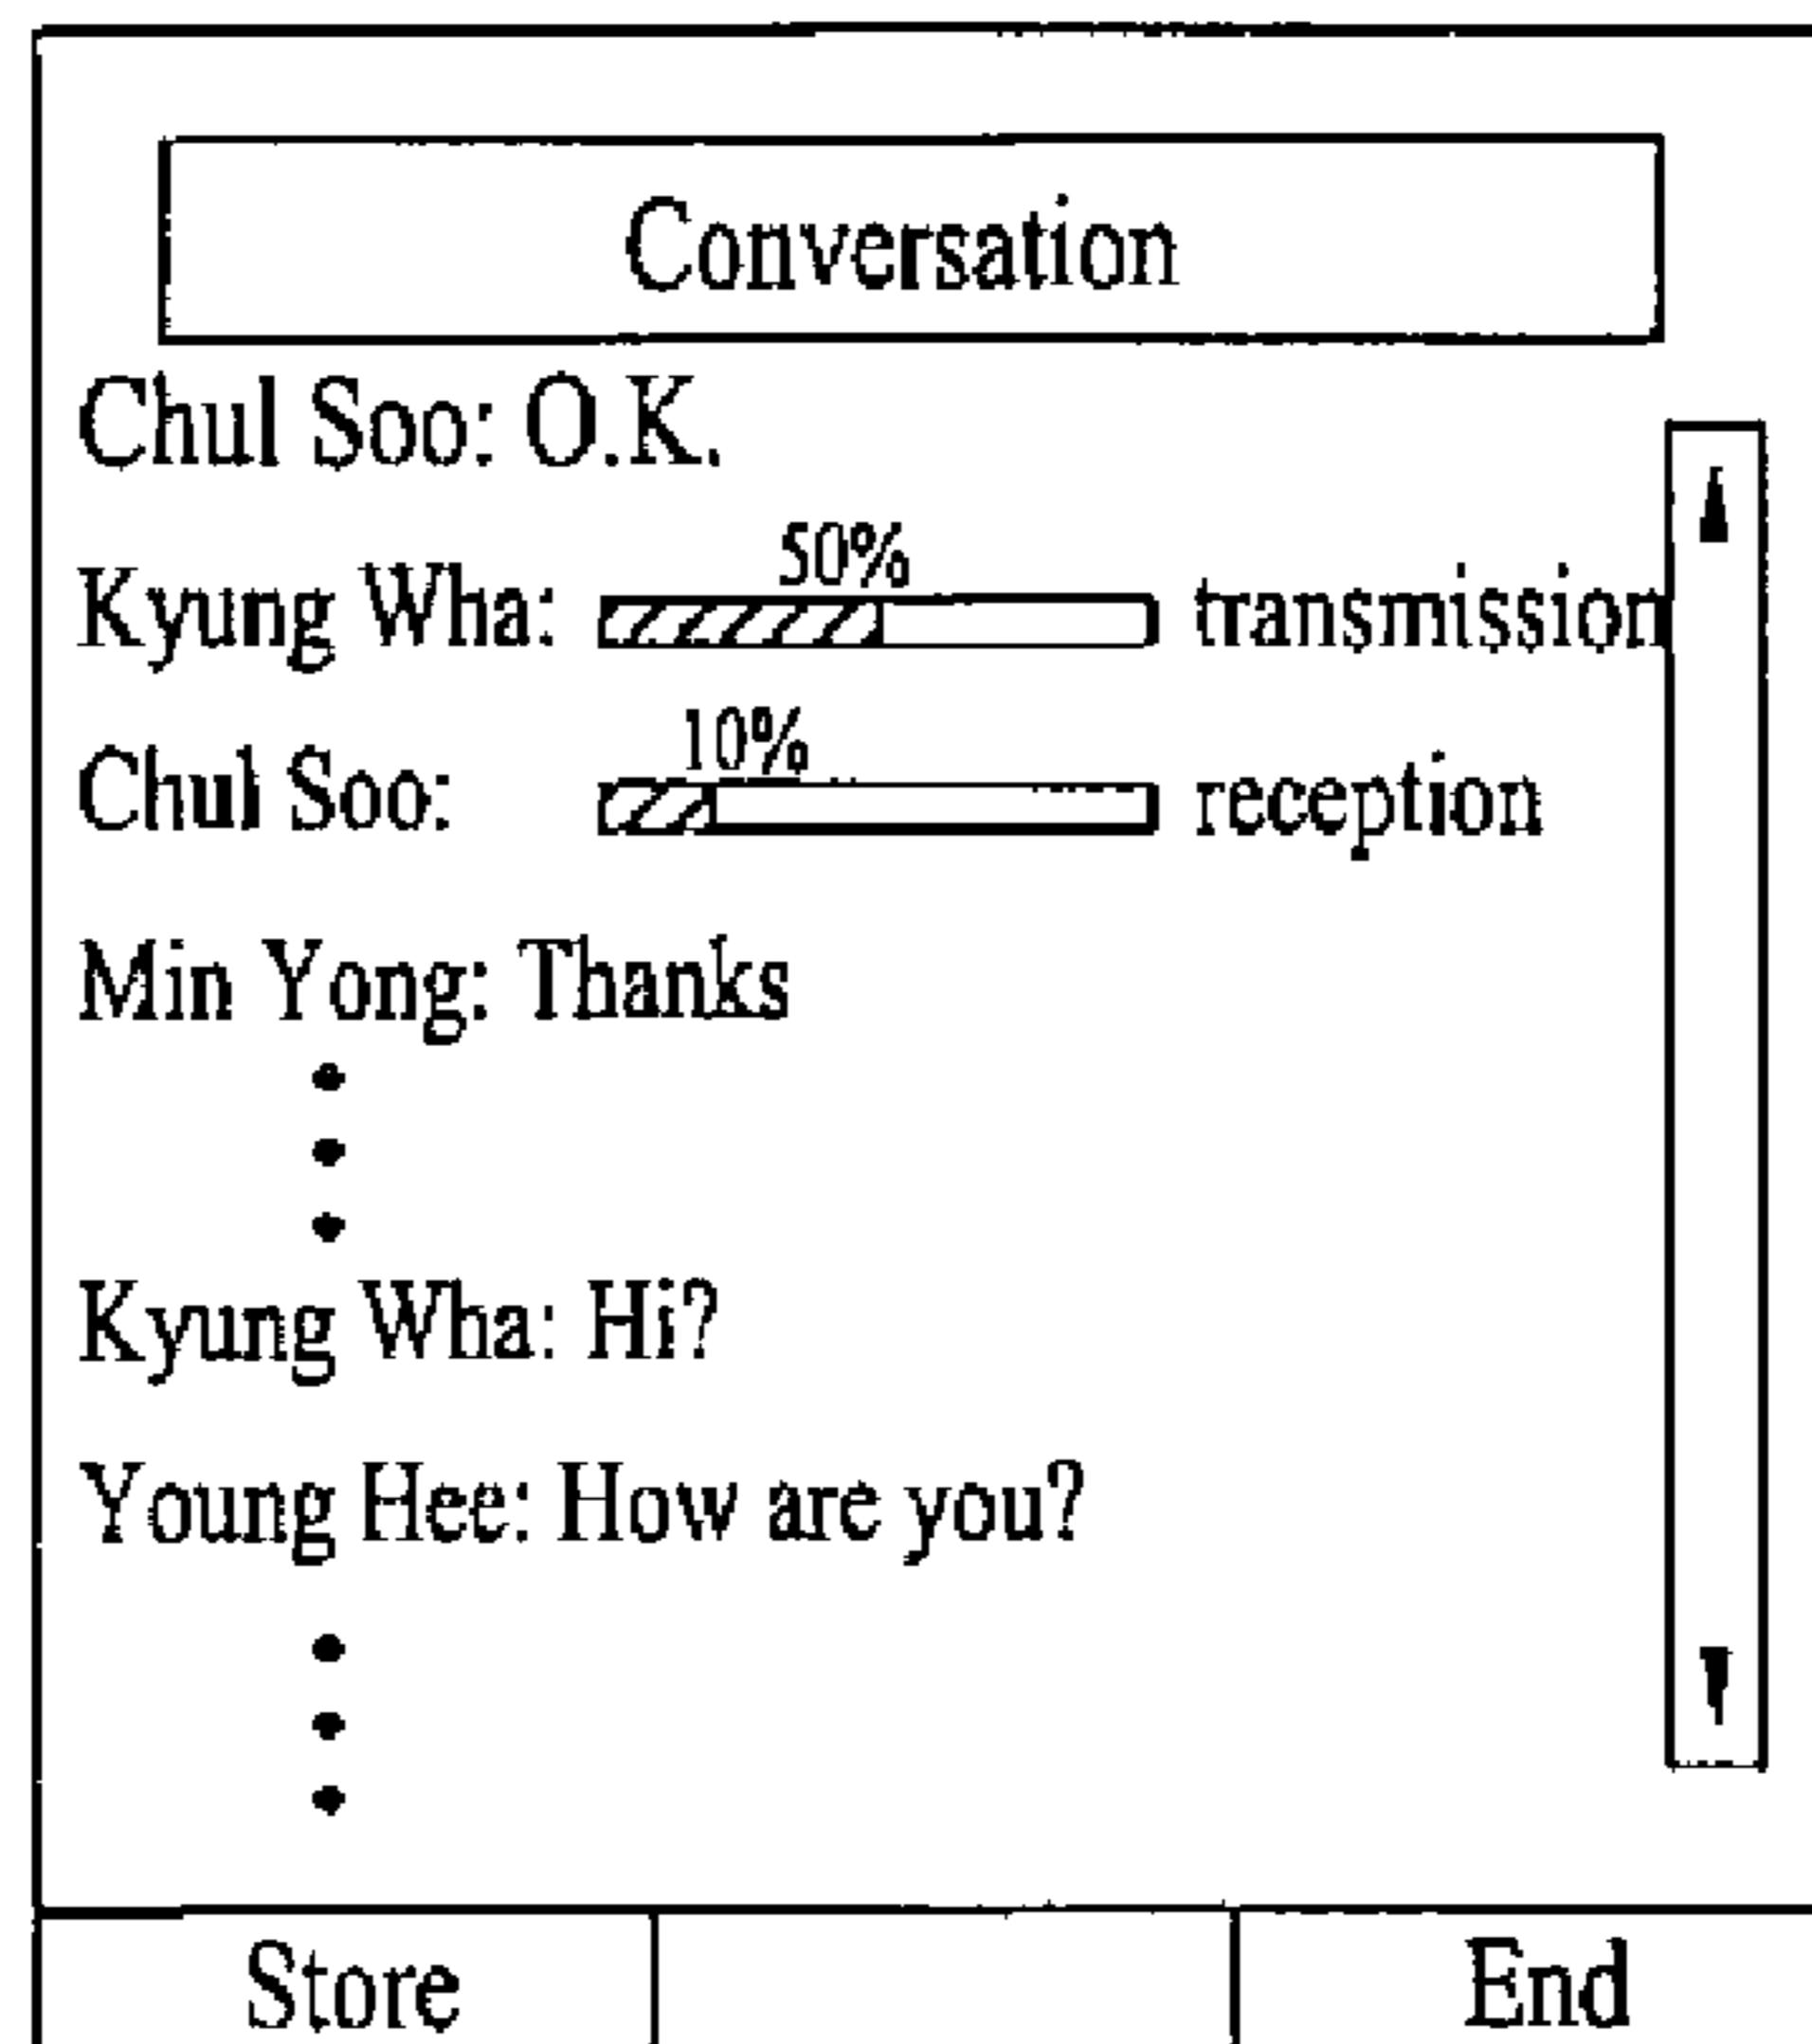 Conversation
Chul Soo: O.K.
50%
Kyung Wha: transmission
10%
Chul Soo: reception
Min Yong: Thanks
Kyung Wha: Hi?
Young Hee: How are you?
Store End